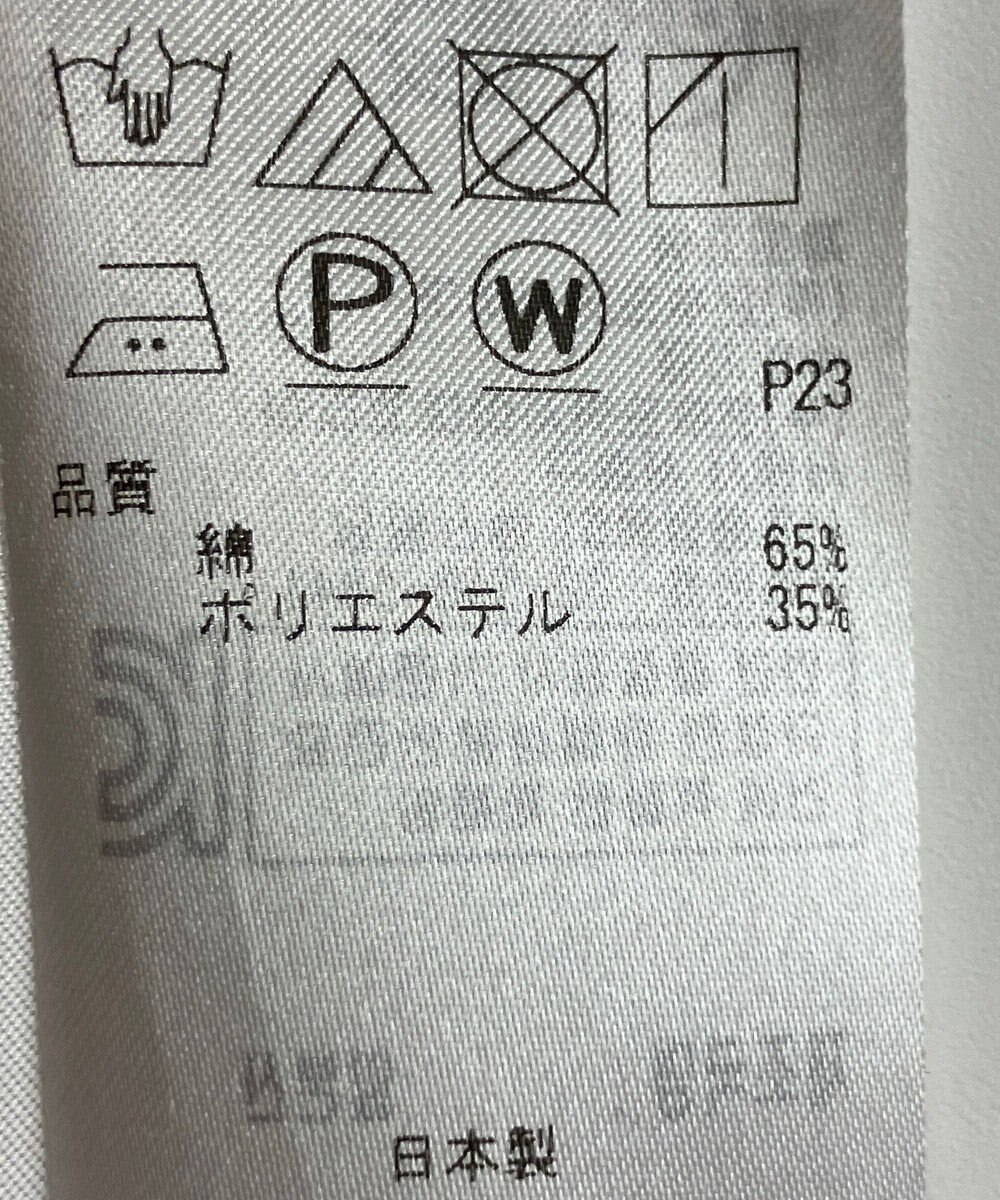 P W
P23
品質
綿 65%
ポリエステル 35%
日本製